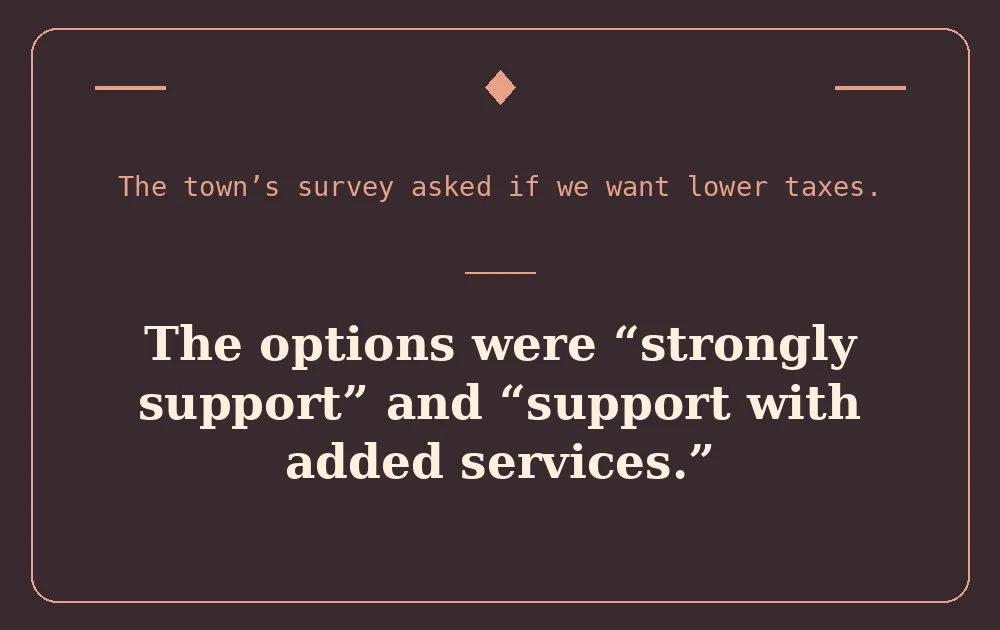 The town’s survey asked if we want lower taxes.
The options were “strongly
support” and “support with
added services.”